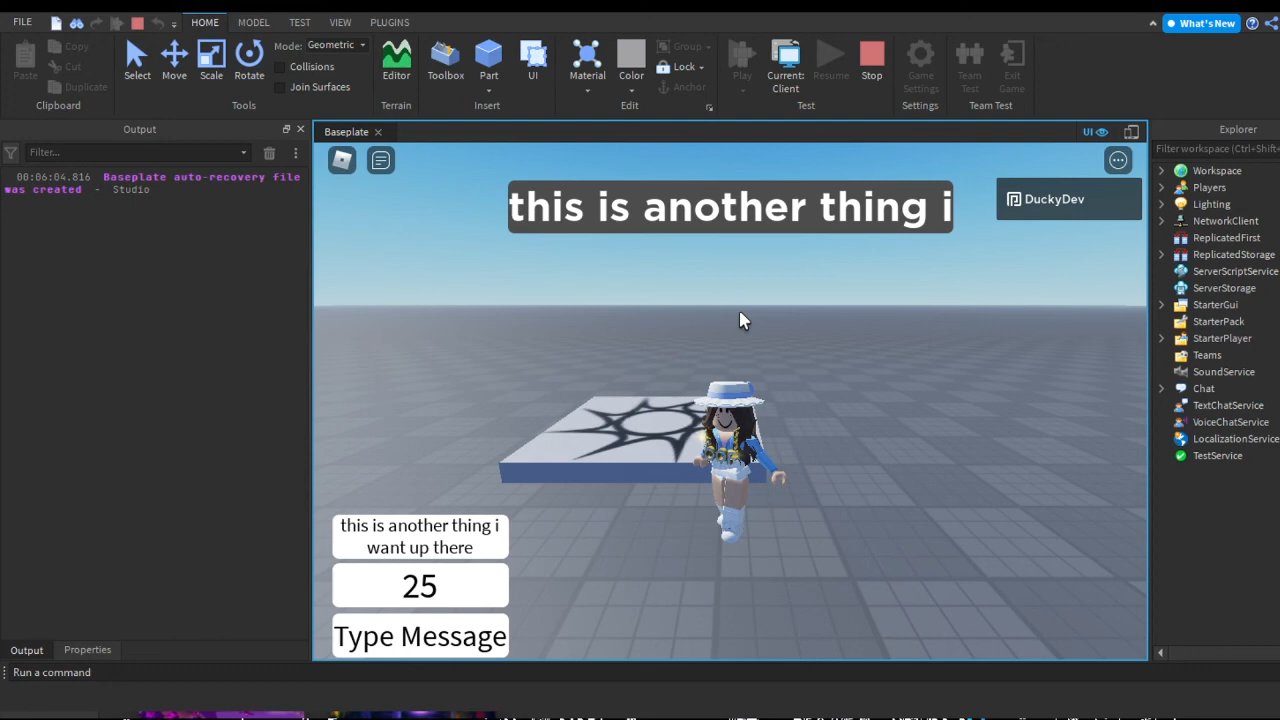 FILE
HOME
MODEL
TEST
VIEW
PLUGINS
What's New
Paste
Copy
Cut
Duplicate
Clipboard
Select
Move
Scale
Rotate
Mode: Geometric
Collisions
Join Surfaces
Tools
Editor
Terrain
Toolbox
Part
UI
Insert
Material
Color
Group
Lock
Anchor
Edit
Play
Current:
Client
Resume
Stop
Test
Game
Settings
Settings
Team
Test
Exit
Game
Team Test
Output
Filter...
00:06:04.816 Baseplate auto-recovery file
was created - Studio
Baseplate
UI
this is another thing i
DuckyDev
this is another thing i
want up there
25
Type Message
Explorer
Filter workspace (Ctrl+Shift+
Workspace
Players
Lighting
NetworkClient
ReplicatedFirst
ReplicatedStorage
ServerScriptService
ServerStorage
StarterGui
StarterPack
StarterPlayer
Teams
SoundService
Chat
TextChatService
VoiceChatService
LocalizationService
TestService
Output
Properties
Run a command